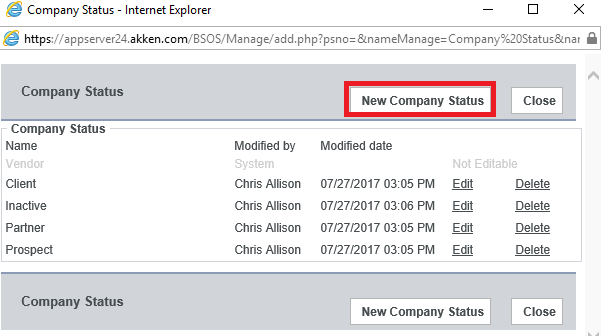 Company Status - Internet Explorer
https://appserver24.akken.com/BSOS/Manage/add.php?psno=&nameManage=Company%20Status&nar
Company Status New Company Status Close
Company Status
Name Modified by Modified date
Vendor System Not Editable
Client Chris Allison 07/27/2017 03:05 PM Edit Delete
Inactive Chris Allison 07/27/2017 03:06 PM Edit Delete
Partner Chris Allison 07/27/2017 03:05 PM Edit Delete
Prospect Chris Allison 07/27/2017 03:05 PM Edit Delete
Company Status New Company Status Close